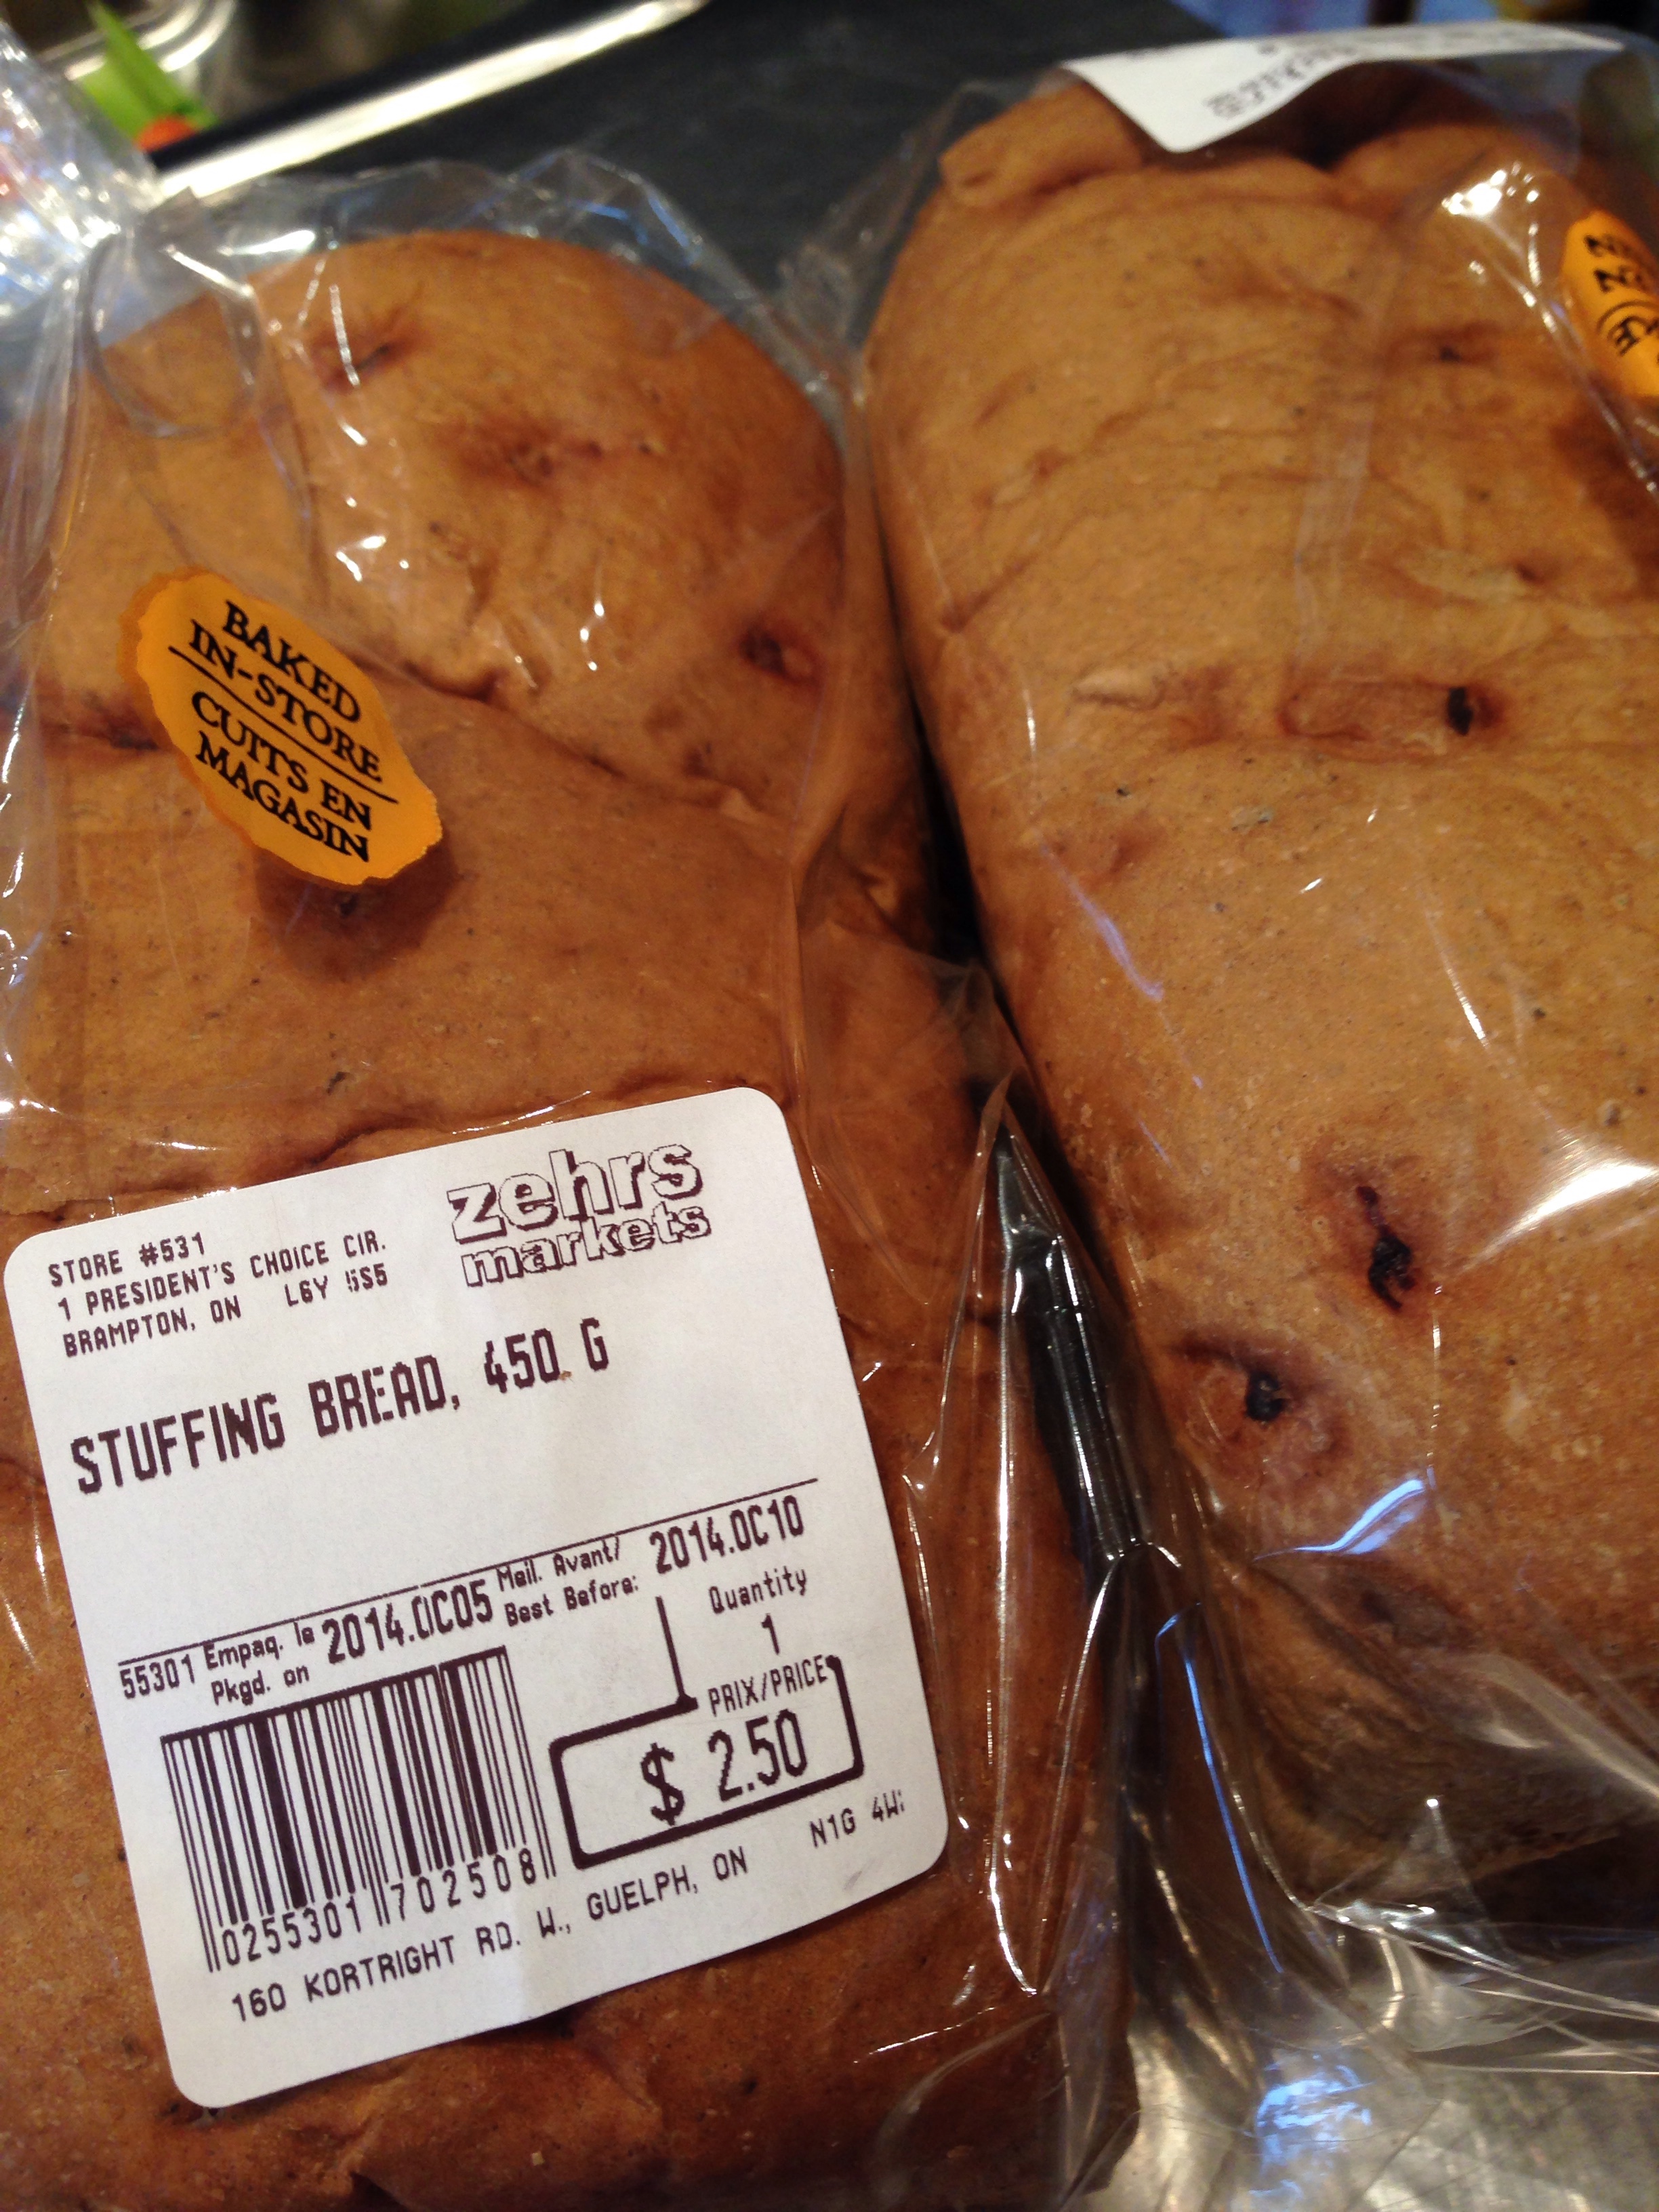 BAKED
IN-STORE
CUITS EN
MAGASIN
zehrs
markets
STORE #531
1 PRESIDENT'S CHOICE CIR.
BRAMPTON, ON L6Y 5S5
STUFFING BREAD, 450 G
55301 Empaq. le Pkgd. on 2014.OC05 Meil. Avant/ Best Before: 2014.OC10
Quantity
1
PRIX/PRICE
$ 2.50
0255301 702508
160 KORTRIGHT RD. W., GUELPH, ON N1G